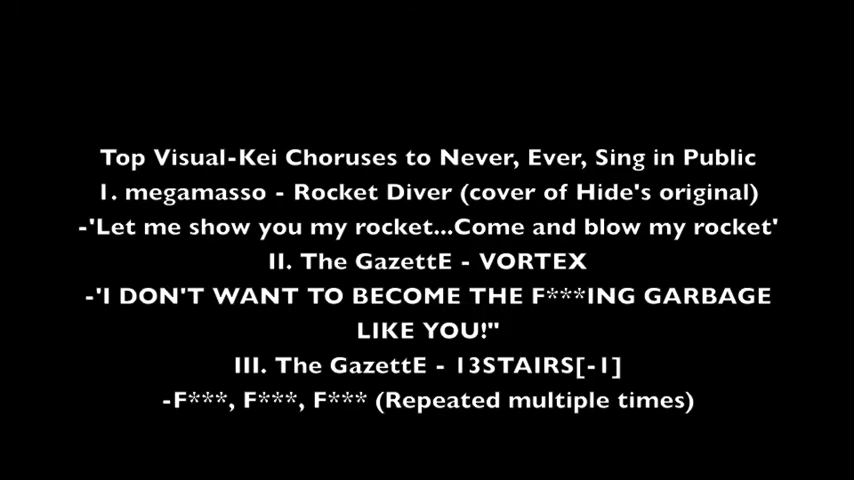 Top Visual-Kei Choruses to Never, Ever, Sing in Public
1. megamasso - Rocket Diver (cover of Hide's original)
-'Let me show you my rocket...Come and blow my rocket'
II. The GazettE - VORTEX
-'I DON'T WANT TO BECOME THE F***ING GARBAGE
LIKE YOU!"
III. The GazettE - 13STAIRS[-1]
-F***, F***, F*** (Repeated multiple times)